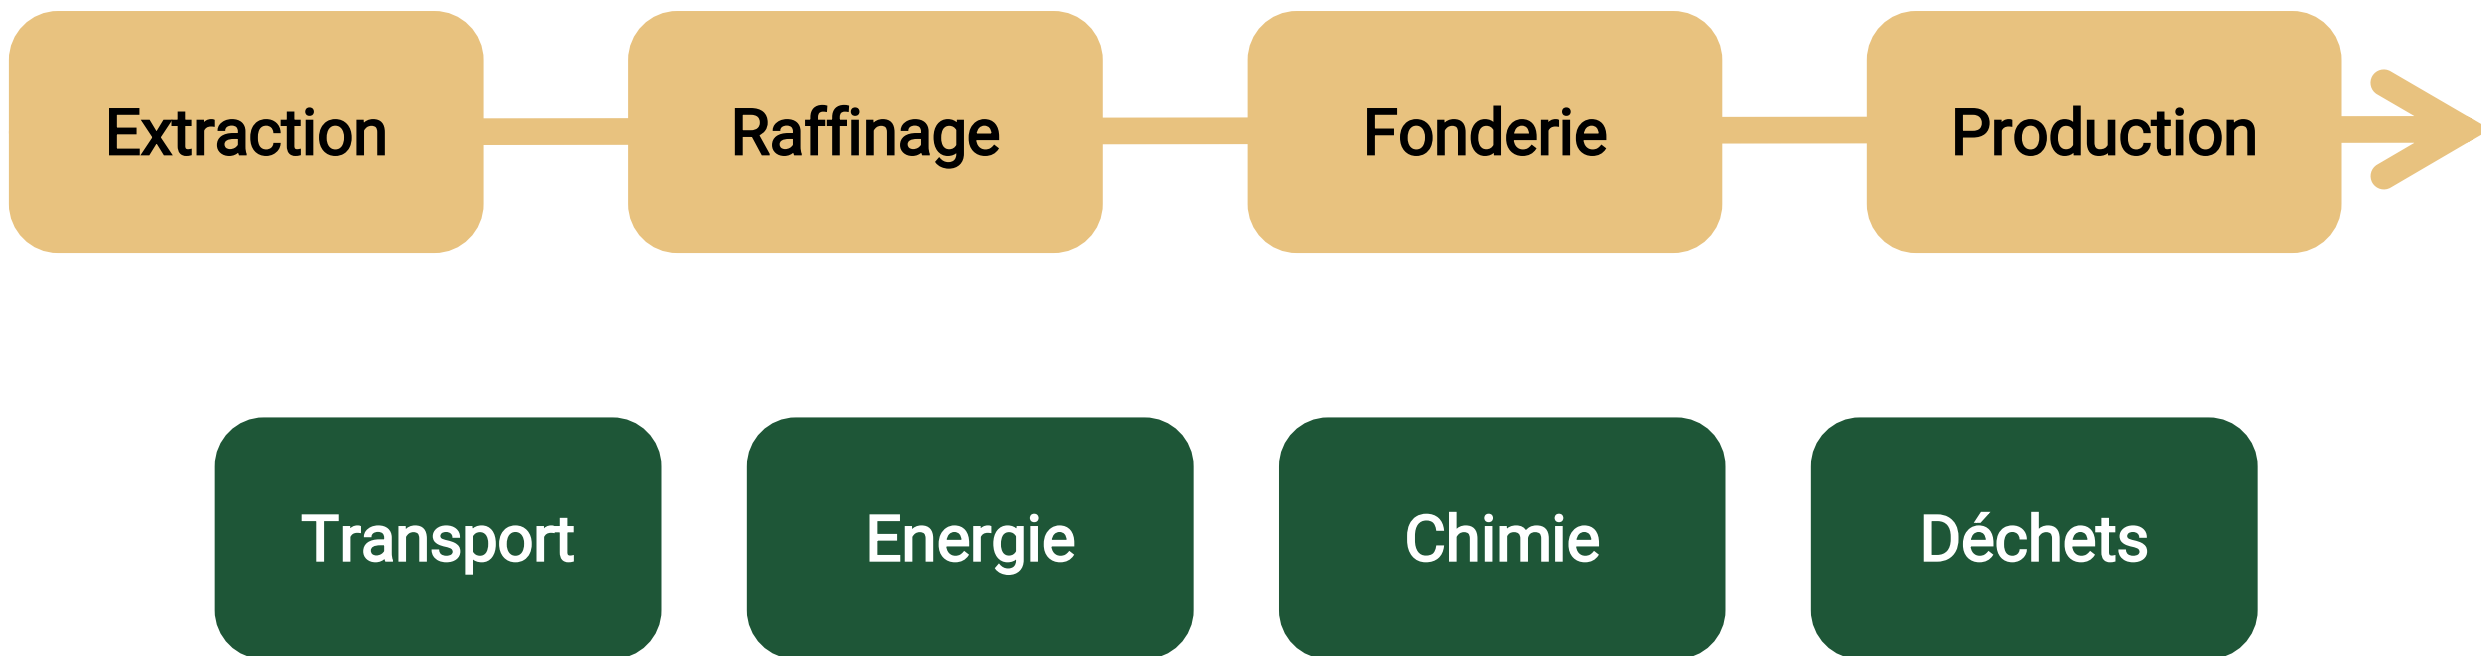 Extraction
Raffinage
Fonderie
Production
Transport
Energie
Chimie
Déchets